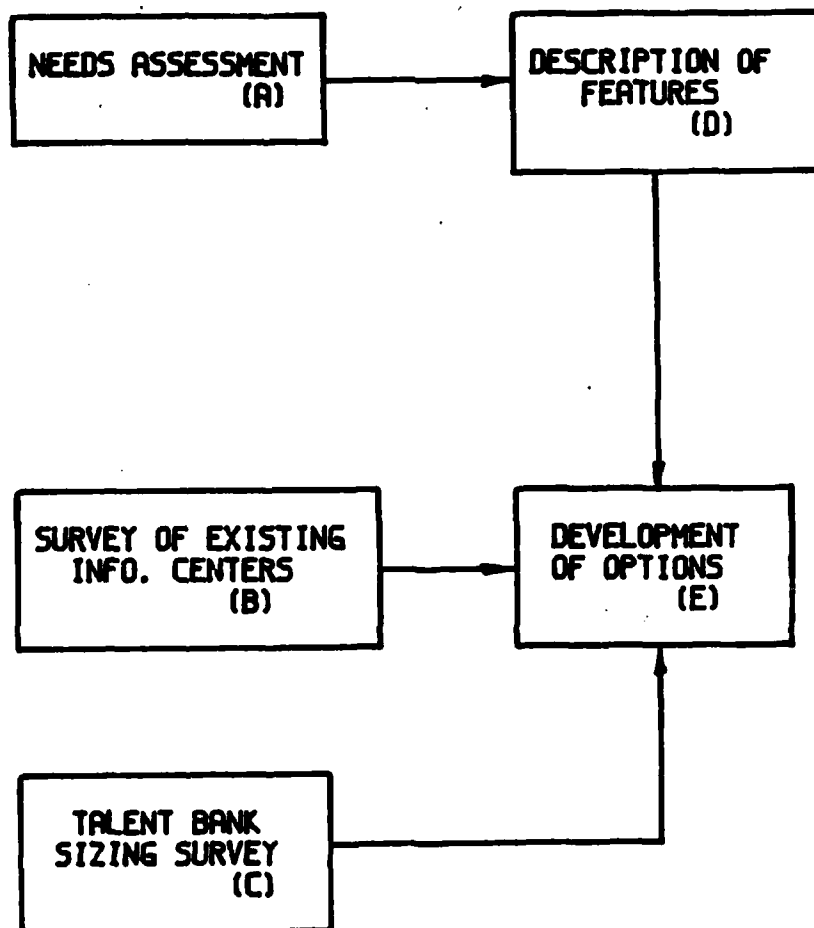 NEEDS ASSESSMENT
(A)
DESCRIPTION OF
FEATURES
(D)
SURVEY OF EXISTING
INFO. CENTERS
(B)
DEVELOPMENT
OF OPTIONS
(E)
TALENT BANK
SIZING SURVEY
(C)